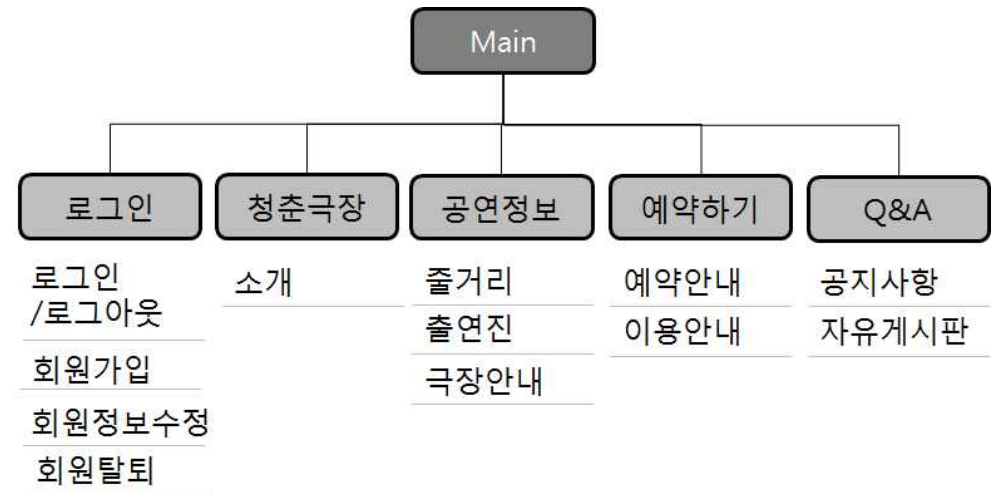 Main
로그인
청춘극장
공연정보
예약하기
Q&A
로그인
/로그아웃
회원가입
회원정보수정
회원탈퇴
소개
줄거리
출연진
극장안내
예약안내
이용안내
공지사항
자유게시판